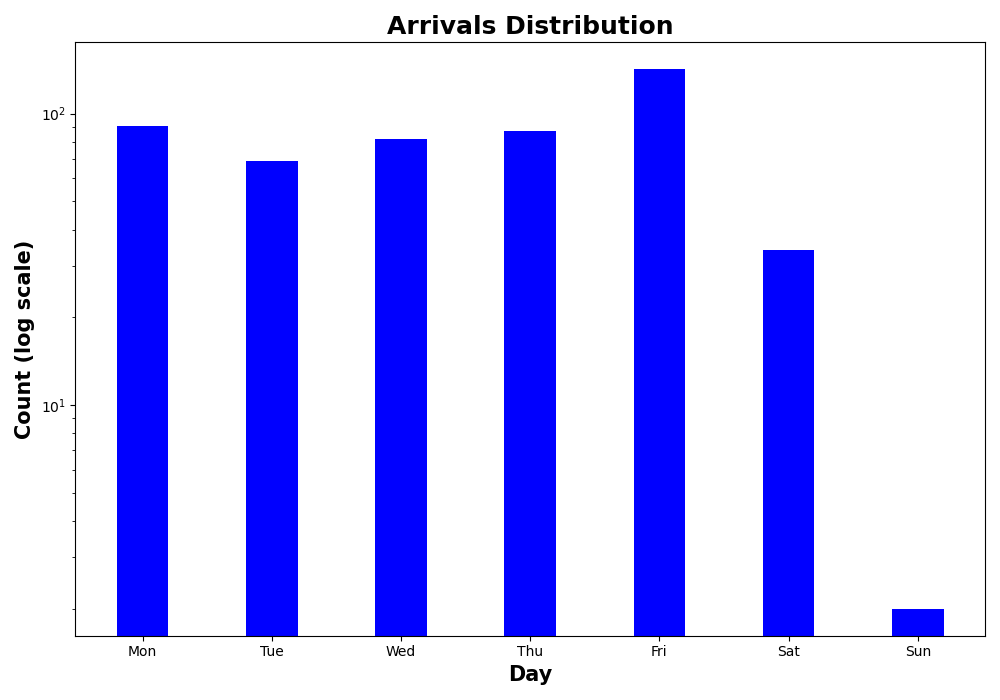 Arrivals Distribution
Count (log scale)
10²
10¹
Mon Tue Wed Thu Fri Sat Sun
Day